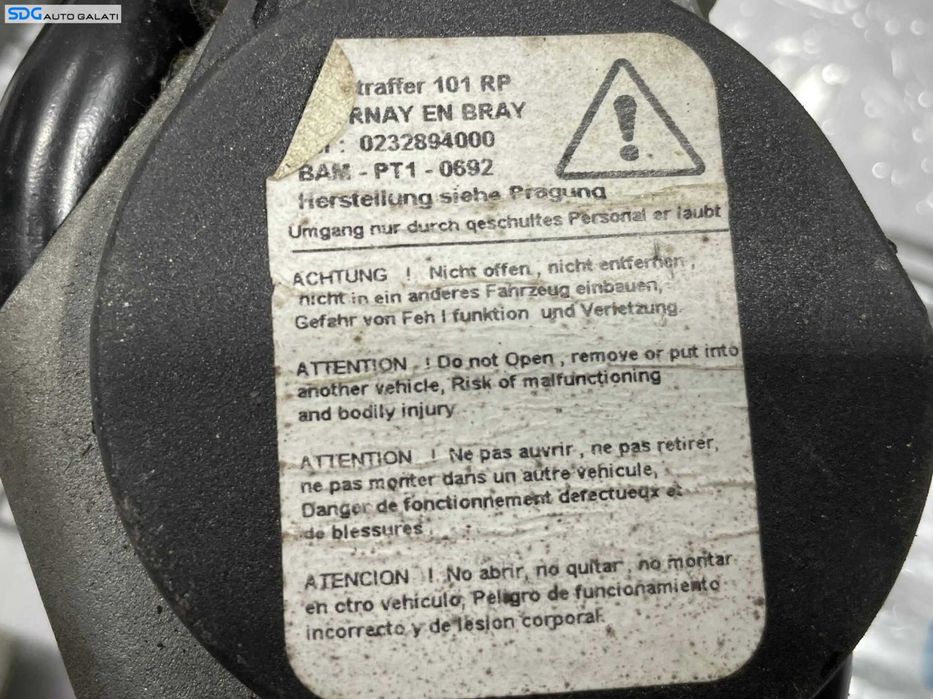 SDG AUTO GALATI
traffer 101 RP
RNAY EN BRAY
: 0232894000
BAM - PT1 - 0692
Herstellung siehe Pragung
Umgang nur durch geschultes Personal er laubt
ACHTUNG ! Nicht offen , nicht entfernen ,
nicht in ein anderes Fahrzeug einbauen,
Gefahr von Feh l funktion und Verletzung.
ATTENTION ! Do not Open , remove or put into
another vehicle, Risk of malfunctioning
and bodily injury
ATTENTION ! Ne pas auvrir , ne pas retirer,
ne pas monter dans un autre vehicule,
Danger de fonctionnement defectueqx et
de blessures .
ATENCION ! No abrir, no quitar , no montar
en otro vehiculo, Peligro de funcionamiento
incorrecto y de lesion corporal.